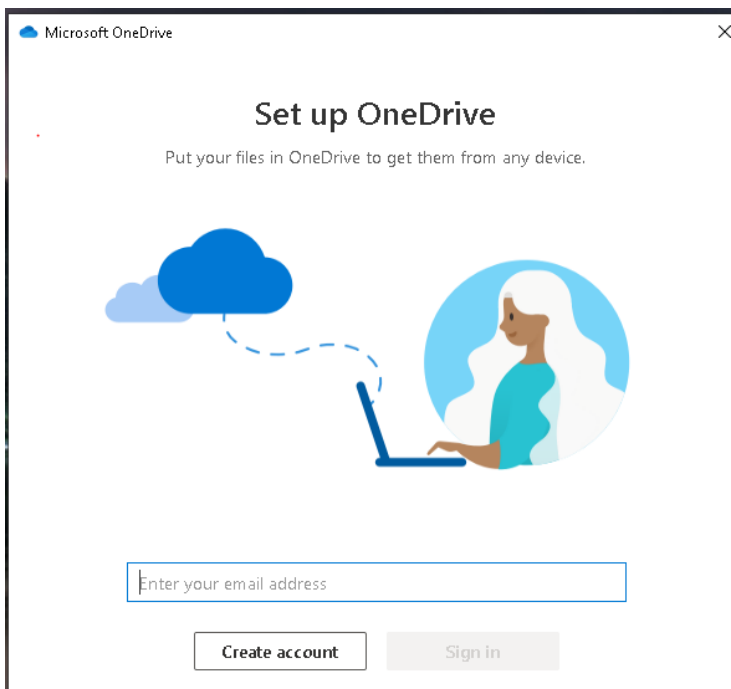 Microsoft OneDrive
Set up OneDrive
Put your files in OneDrive to get them from any device.
Enter your email address
Create account
Sign in